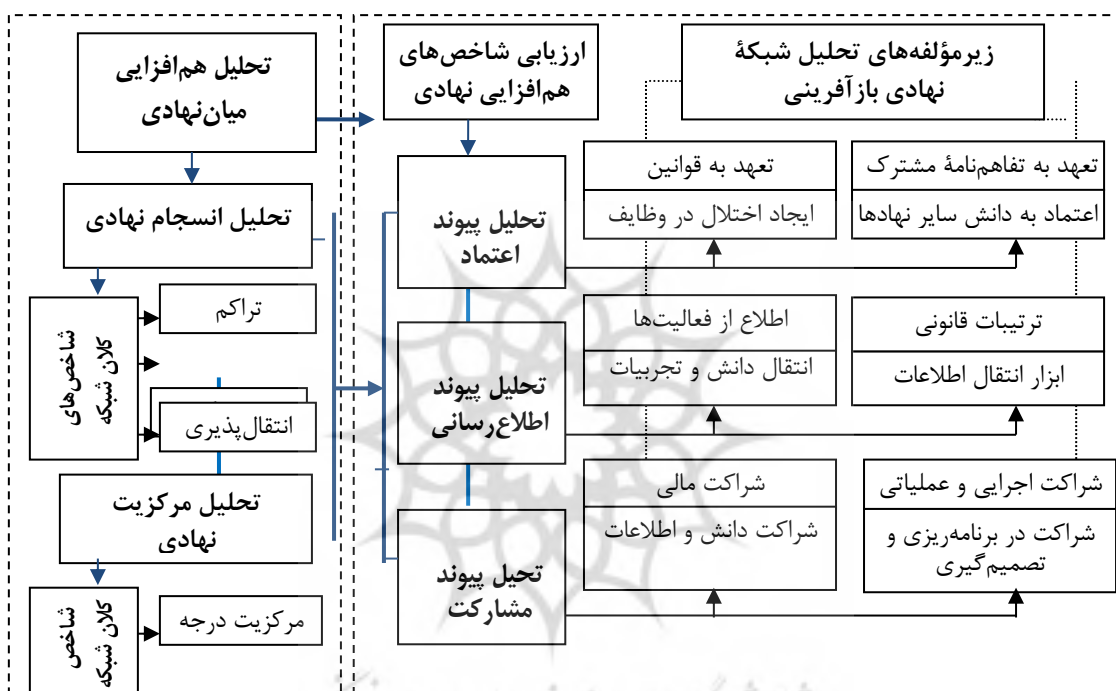 زیرمؤلفه‌های تحلیل شبکهٔ
نهادی بازآفرینی
ارزیابی شاخص‌های
هم‌افزایی نهادی
تحلیل هم‌افزایی
میان‌نهادی
تعهد به تفاهم‌نامهٔ مشترک
اعتماد به دانش سایر نهادها
تعهد به قوانین
ایجاد اختلال در وظایف
تحلیل پیوند
اعتماد
تحلیل انسجام نهادی
ترتیبات قانونی
ابزار انتقال اطلاعات
اطلاع از فعالیت‌ها
انتقال دانش و تجربیات
تحلیل پیوند
اطلاع‌رسانی
شاخص‌های
کلان شبکه
تراکم
انتقال‌پذیری
شراکت اجرایی و عملیاتی
شراکت در برنامه‌ریزی و
تصمیم‌گیری
شراکت مالی
شراکت دانش و اطلاعات
تحیل پیوند
مشارکت
تحلیل مرکزیت
نهادی
شاخص
کلان شبکه
مرکزیت درجه